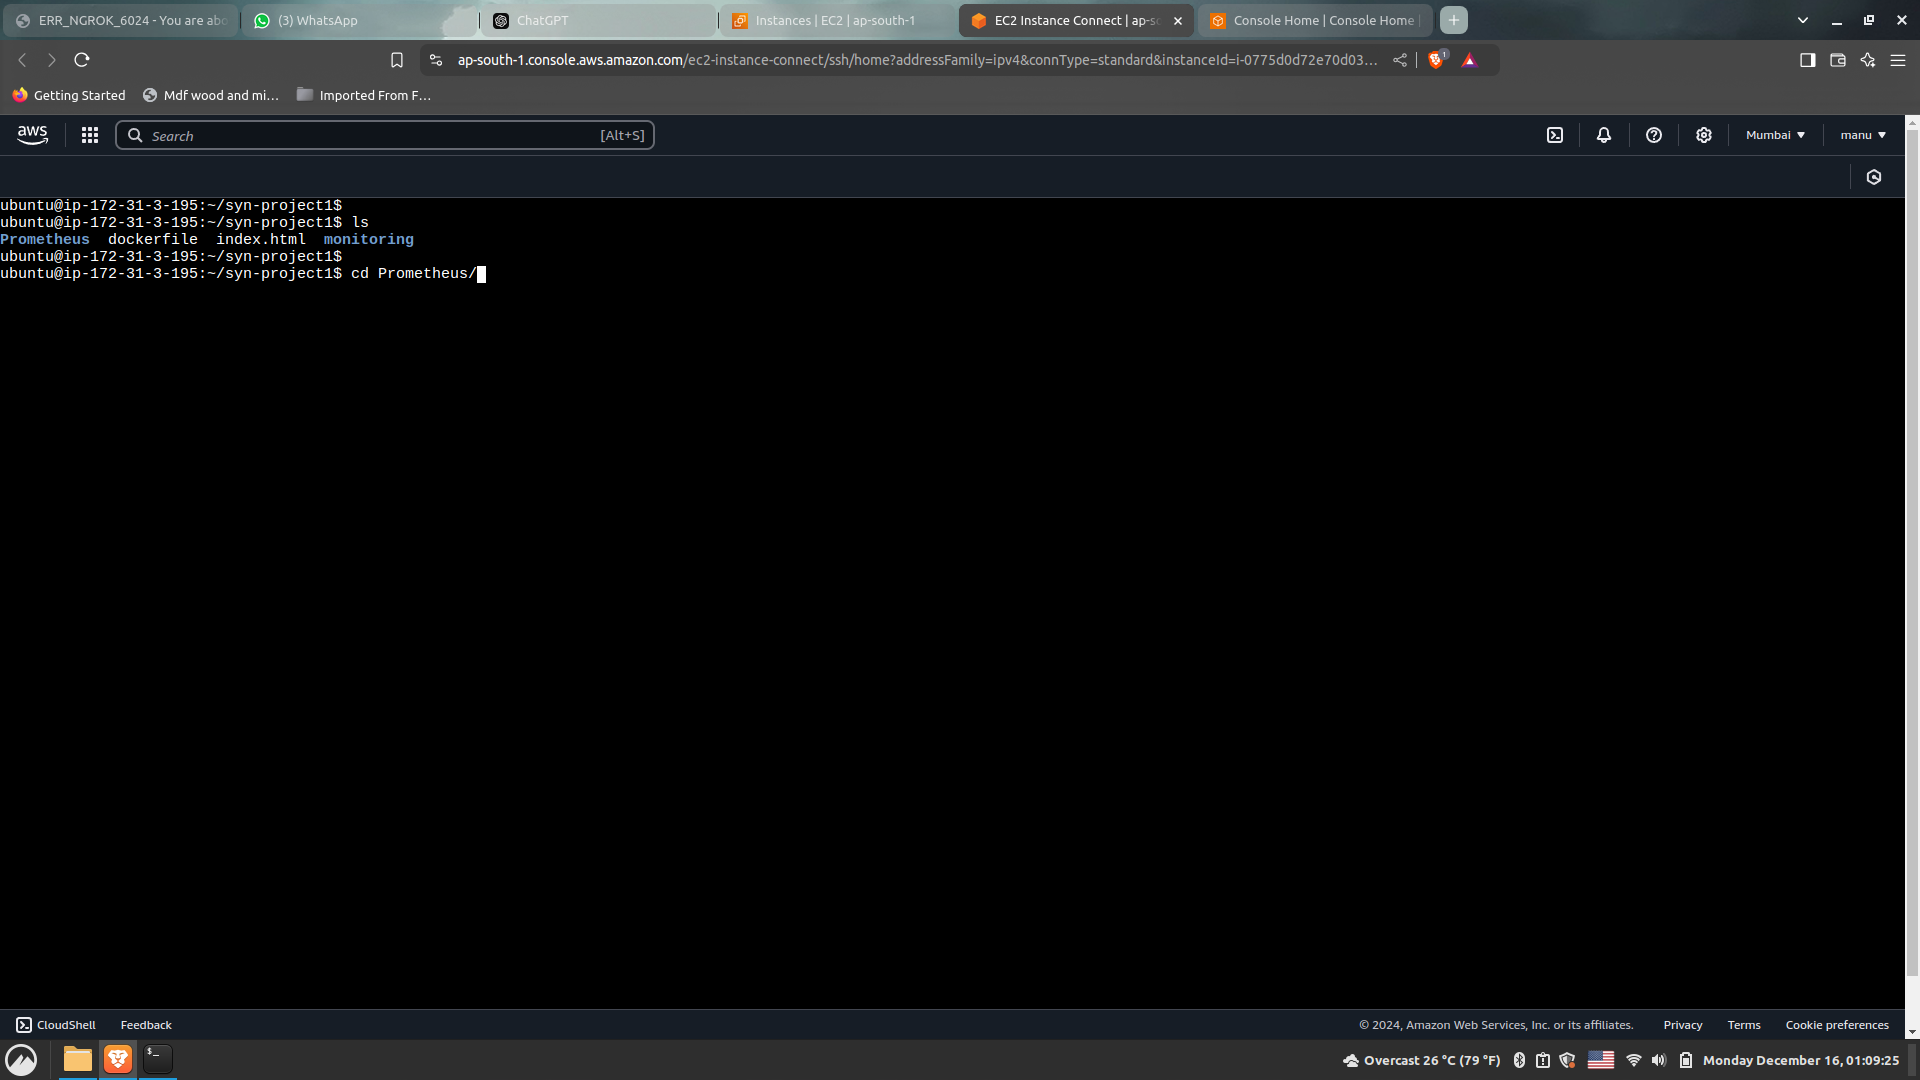 ERR_NGROK_6024 - You are abo
(3) WhatsApp
ChatGPT
Instances | EC2 | ap-south-1
EC2 Instance Connect | ap-so
Console Home | Console Home |
ap-south-1.console.aws.amazon.com/ec2-instance-connect/ssh/home?addressFamily=ipv4&connType=standard&instanceId=i-0775d0d72e70d03...
1
Getting Started
Mdf wood and mi...
Imported From F...
aws
Search
[Alt+S]
Mumbai
manu
ubuntu@ip-172-31-3-195:~/syn-project1$
ubuntu@ip-172-31-3-195:~/syn-project1$ ls
Prometheus  dockerfile  index.html  monitoring
ubuntu@ip-172-31-3-195:~/syn-project1$
ubuntu@ip-172-31-3-195:~/syn-project1$ cd Prometheus/
CloudShell
Feedback
© 2024, Amazon Web Services, Inc. or its affiliates.
Privacy
Terms
Cookie preferences
$_
Overcast 26 °C (79 °F)
Monday December 16, 01:09:25